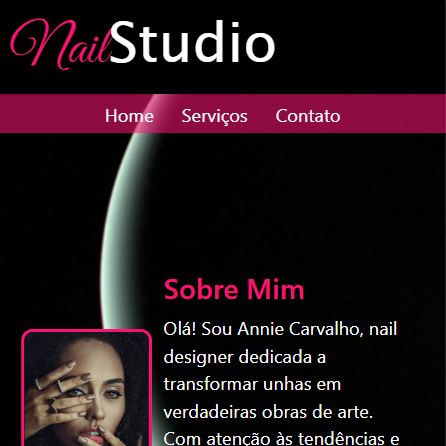 NailStudio
Home Serviços Contato
Sobre Mim
Olá! Sou Annie Carvalho, nail
designer dedicada a
transformar unhas em
verdadeiras obras de arte.
Com atenção às tendências e